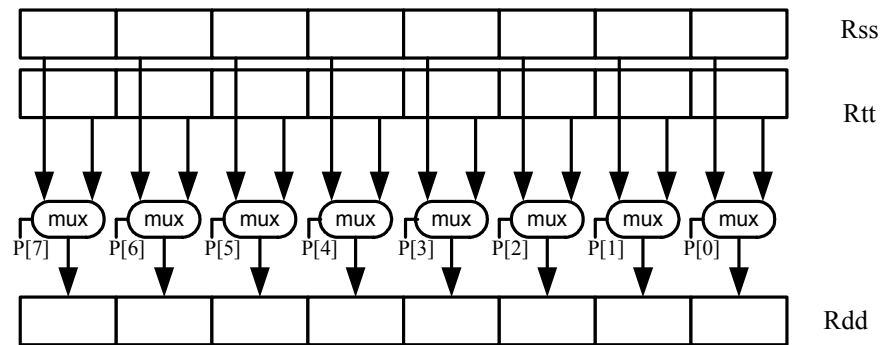 Rss
Rtt
mux mux mux mux mux mux mux mux
P[7] P[6] P[5] P[4] P[3] P[2] P[1] P[0]
Rdd